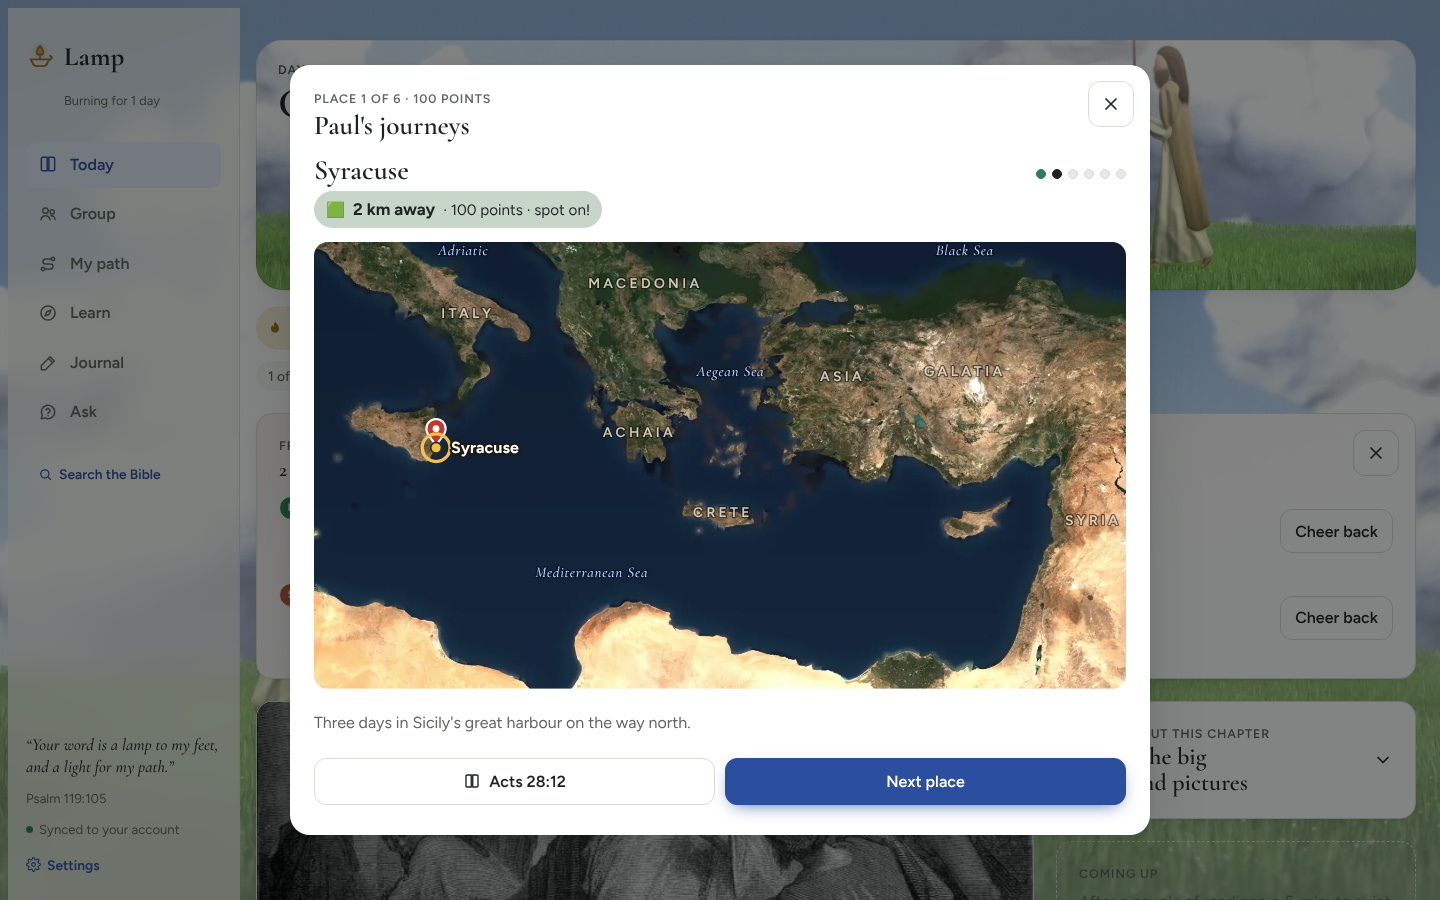 Lamp
Burning for 1 day
Today
Group
My path
Learn
Journal
Ask
Search the Bible
“Your word is a lamp to my feet,
and a light for my path.”
Psalm 119:105
Synced to your account
Settings
PLACE 1 OF 6 · 100 POINTS
Paul's journeys
Syracuse
2 km away · 100 points · spot on!
Adriatic
Black Sea
MACEDONIA
ITALY
Aegean Sea
ASIA
GALATIA
ACHAIA
Syracuse
CRETE
SYRIA
Mediterranean Sea
Three days in Sicily's great harbour on the way north.
Acts 28:12
Next place
1 of
2
Cheer back
Cheer back
THIS CHAPTER
big
pictures
COMING UP